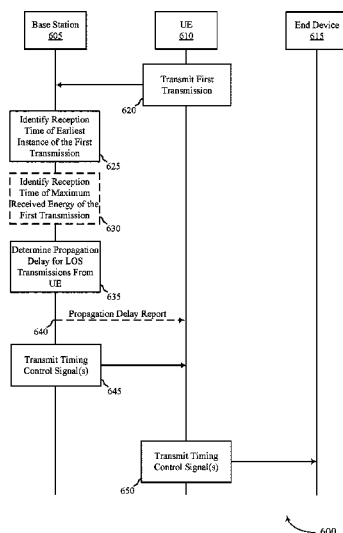 Base Station
605
UE
610
End Device
615
Transmit First
Transmission
620
Identify Reception
Time of Earliest
Instance of the First
Transmission
625
Identify Reception
Time of Maximum
Received Energy of the
First Transmission
630
Determine Propagation
Delay for LOS
Transmissions From
UE
635
Propagation Delay Report
640
Transmit Timing
Control Signal(s)
645
Transmit Timing
Control Signal(s)
650
600